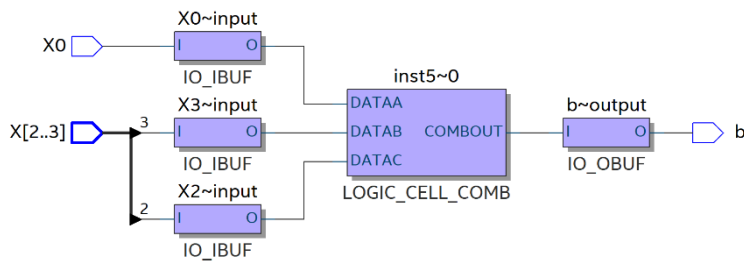 X0
X0~input
I O
IO_IBUF
X[2..3]
3
X3~input
I O
IO_IBUF
2
X2~input
I O
IO_IBUF
inst5~0
DATAA
DATAB COMBOUT
DATAC
LOGIC_CELL_COMB
b~output
I O
IO_OBUF
b